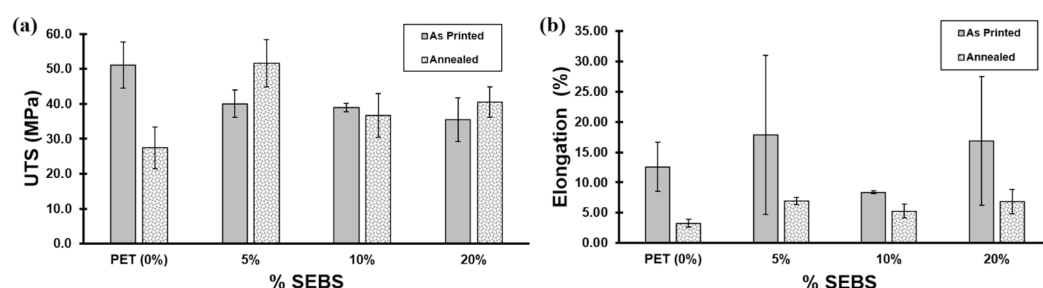 (a)
60.0
50.0
40.0
30.0
20.0
10.0
0.0
UTS (MPa)
As Printed
Annealed
PET (0%) 5% 10% 20%
% SEBS
(b)
35.00
30.00
25.00
20.00
15.00
10.00
5.00
0.00
Elongation (%)
As Printed
Annealed
PET (0%) 5% 10% 20%
% SEBS